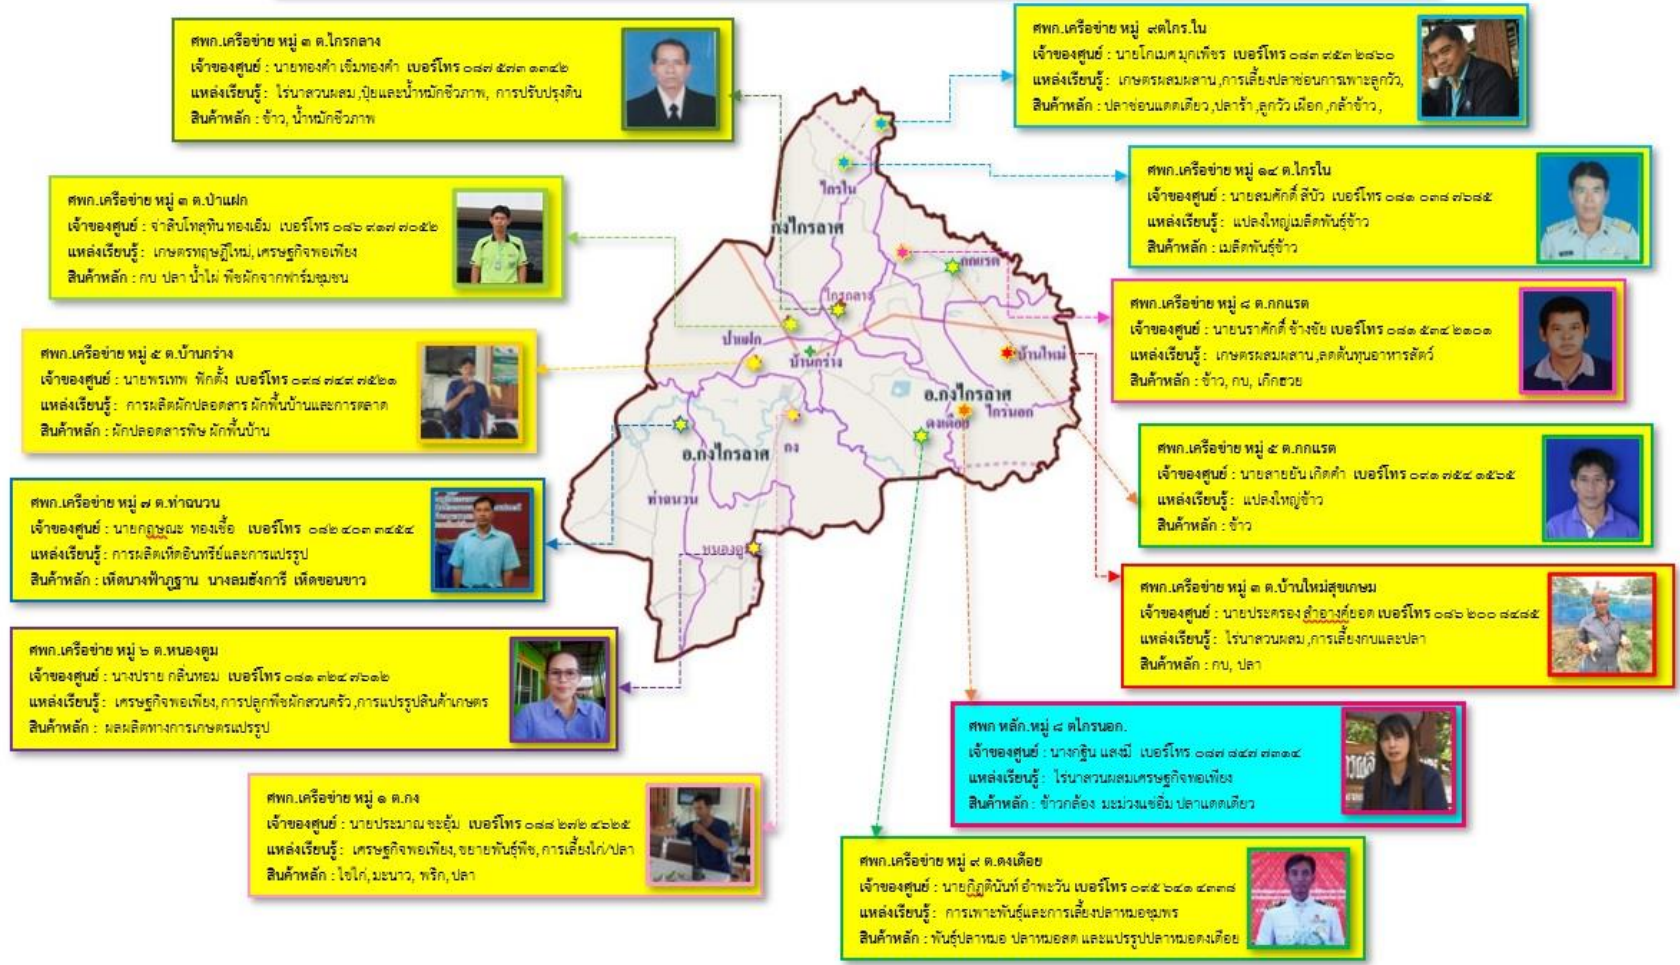 ศพก.เครือข่าย หมู่ ๓ ต.ไกรกลาง
เจ้าของศูนย์ : นายทองคำ เข็มทองคำ เบอร์โทร ๐๘๗ ๕๗๓ ๑๓๔๒
แหล่งเรียนรู้ : ไร่นาสวนผสม ,ปุ๋ยและน้ำหมักชีวภาพ, การปรับปรุงดิน
สินค้าหลัก : ข้าว, น้ำหมักชีวภาพ
ศพก.เครือข่าย หมู่ ๙ตไกร.ใน
เจ้าของศูนย์ : นายโกเมศ มุกเพ็ชร เบอร์โทร ๐๘๓ ๙๕๓ ๒๘๖๐
แหล่งเรียนรู้ : เกษตรผสมผสาน,การเลี้ยงปลาช่อนการเพาะลูกวัว,
สินค้าหลัก : ปลาช่อนแดดเดียว ,ปลาร้า ,ลูกวัว เผือก ,กล้าข้าว ,
ศพก.เครือข่าย หมู่ ๓ ต.ป่าแฝก
เจ้าของศูนย์ : จ่าสิบโทสุทิน ทองเอ็ม เบอร์โทร ๐๘๖ ๙๑๗ ๗๐๕๒
แหล่งเรียนรู้ : เกษตรทฤษฎีใหม่,เศรษฐกิจพอเพียง
สินค้าหลัก : กบ ปลา น้ำไผ่ พืชผักจากฟาร์มชุมชน
ศพก.เครือข่าย หมู่ ๑๔ ต.ไกรใน
เจ้าของศูนย์ : นายสมศักดิ์ สีบัว เบอร์โทร ๐๘๑ ๐๓๘ ๗๖๘๕
แหล่งเรียนรู้ : แปลงใหญ่เมล็ดพันธุ์ข้าว
สินค้าหลัก : เมล็ดพันธุ์ข้าว
ศพก.เครือข่าย หมู่ ๘ ต.กกแรต
เจ้าของศูนย์ : นายนราศักดิ์ ช้างชัย เบอร์โทร ๐๘๑ ๕๓๔ ๒๑๐๑
แหล่งเรียนรู้ : เกษตรผสมผสาน,ลดต้นทุนอาหารสัตว์
สินค้าหลัก : ข้าว, กบ, เก๊กฮวย
ศพก.เครือข่าย หมู่ ๕ ต.บ้านกร่าง
เจ้าของศูนย์ : นายพรเทพ ฟักตั้ง เบอร์โทร ๐๙๘ ๗๔๙ ๗๕๒๑
แหล่งเรียนรู้ : การผลิตผักปลอดสาร ผักพื้นบ้านและการตลาด
สินค้าหลัก : ผักปลอดสารพิษ ผักพื้นบ้าน
ศพก.เครือข่าย หมู่ ๕ ต.กกแรต
เจ้าของศูนย์ : นายสายยัน เกิดคำ เบอร์โทร ๐๙๑ ๗๕๔ ๑๕๖๕
แหล่งเรียนรู้ : แปลงใหญ่ข้าว
สินค้าหลัก : ข้าว
ศพก.เครือข่าย หมู่ ๗ ต.ท่าฉนวน
เจ้าของศูนย์ : นายกฤษณะ ทองเชื้อ เบอร์โทร ๐๘๒ ๔๐๓ ๓๔๕๔
แหล่งเรียนรู้ : การผลิตเห็ดอินทรีย์และการแปรรูป
สินค้าหลัก : เห็ดนางฟ้าภูฐาน นางลมฮังการี เห็ดขอนขาว
ศพก.เครือข่าย หมู่ ๓ ต.บ้านใหม่สุขเกษม
เจ้าของศูนย์ : นายประครอง สำอางค์ยอด เบอร์โทร ๐๘๖ ๒๐๐ ๘๔๘๕
แหล่งเรียนรู้ : ไร่นาสวนผสม ,การเลี้ยงกบและปลา
สินค้าหลัก : กบ, ปลา
ศพก.เครือข่าย หมู่ ๖ ต.หนองตูม
เจ้าของศูนย์ : นางปราย กลิ่นหอม เบอร์โทร ๐๘๑ ๓๒๔ ๗๖๑๒
แหล่งเรียนรู้ : เศรษฐกิจพอเพียง,การปลูกพืชผักสวนครัว ,การแปรรูปสินค้าเกษตร
สินค้าหลัก : ผลผลิตทางการเกษตรแปรรูป
ศพก หลัก.หมู่ ๘ ตไกรนอก.
เจ้าของศูนย์ : นางกฐิน แสงมี เบอร์โทร ๐๘๗ ๘๔๗ ๗๓๑๔
แหล่งเรียนรู้ : ไร่นาสวนผสมเศรษฐกิจพอเพียง
สินค้าหลัก : ข้าวกล้อง มะม่วงแช่อิ่ม ปลาแดดเดียว
ศพก.เครือข่าย หมู่ ๑ ต.กง
เจ้าของศูนย์ : นายประมาณ ชะอุ้ม เบอร์โทร ๐๘๘ ๒๗๒ ๔๖๒๕
แหล่งเรียนรู้ : เศรษฐกิจพอเพียง,ขยายพันธุ์พืช,การเลี้ยงไก่/ปลา
สินค้าหลัก : ไข่ไก่,มะนาว, พริก,ปลา
ศพก.เครือข่าย หมู่ ๙ ต.ดงเดือย
เจ้าของศูนย์ : นายกิฏตินันท์ อำพะวัน เบอร์โทร ๐๙๕ ๖๔๑ ๔๓๓๘
แหล่งเรียนรู้ : การเพาะพันธุ์และการเลี้ยงปลาหมอชุมพร
สินค้าหลัก : พันธุ์ปลาหมอ ปลาหมอสด และแปรรูปปลาหมอดงเดือย
ไกรใน
กงไกรลาศ
กกแรต
ไกรกลาง
ป่าแฝก
บ้านกร่าง
บ้านใหม่
อ.กงไกรลาศ
ไกรนอก
ดงเดือย
กง
อ.กงไกรลาศ
ท่าฉนวน
หนองตูม